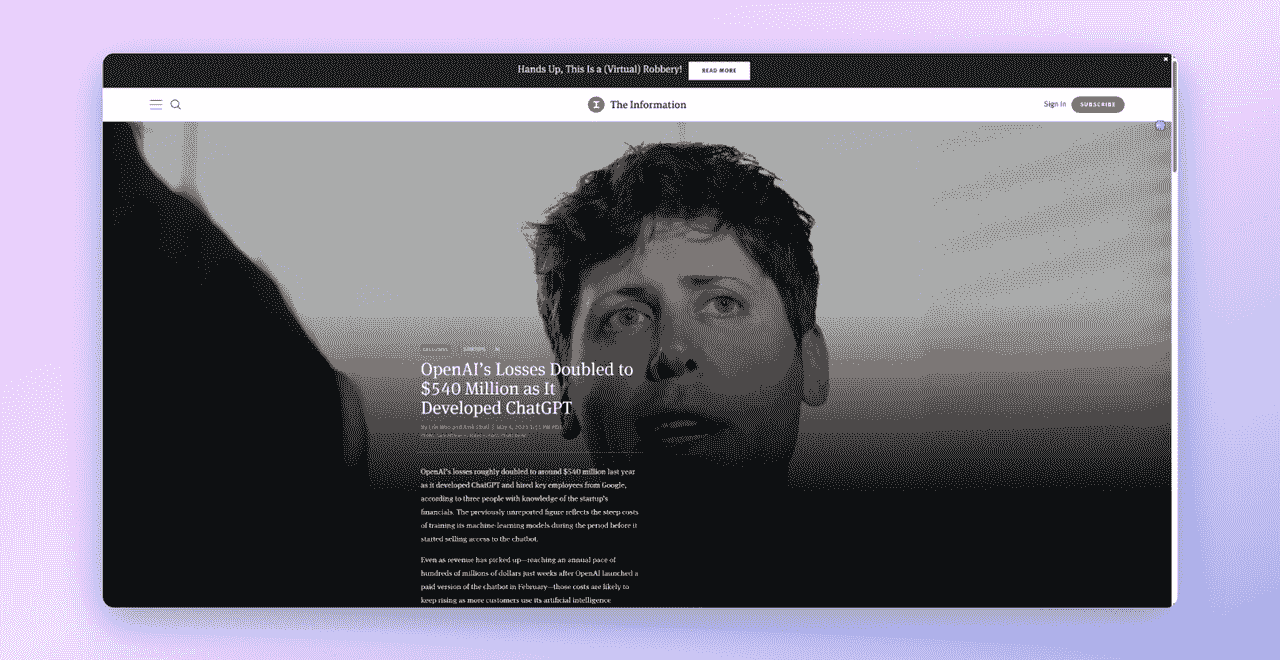 Hands Up, This Is a (Virtual) Robbery! READ MORE
The Information
Sign In SUBSCRIBE
OpenAI's Losses Doubled to
$540 Million as It
Developed ChatGPT
OpenAI's losses roughly doubled to around $540 million last year
as it developed ChatGPT and hired key employees from Google,
according to three people with knowledge of the startup's
financials. The previously unreported figure reflects the steep costs
of training its machine-learning models during the period before it
started selling access to the chatbot.
Even as revenue has picked up—reaching an annual pace of
hundreds of millions of dollars just weeks after OpenAI launched a
paid version of the chatbot in February—those costs are likely to
keep rising as more customers use its artificial intelligence